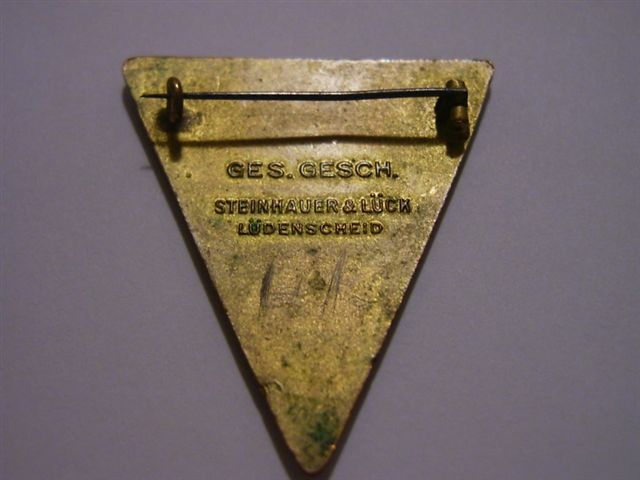 GES. GESCH.
STEINHAUER & LÜCK
LÜDENSCHEID